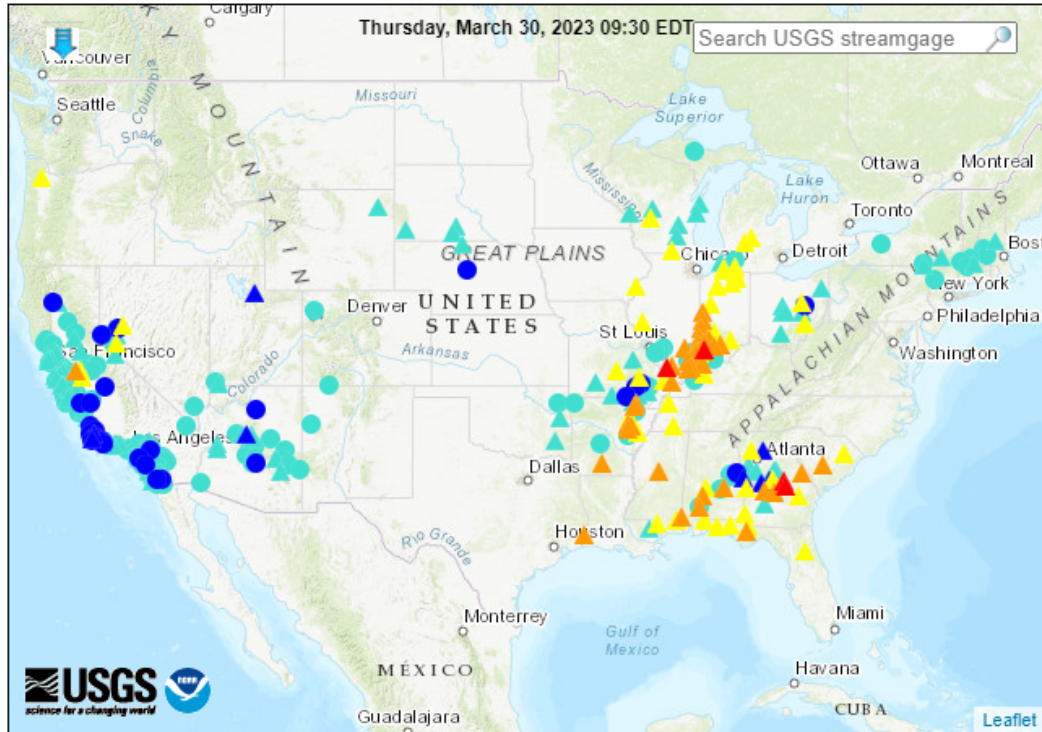 Calgary
Thursday, March 30, 2023 09:30 EDT
Search USGS streamgage
Vancouver
Columbia
Seattle
Snake
MOUNTAIN
Missouri
Lake
Superior
Mississippi
Ottawa
Montreal
Lake
Huron
Toronto
GREAT PLAINS
Chicago
Detroit
Bost
New York
Philadelphia
Washington
APPALACHIAN MOUNTAINS
Denver
UNITED
STATES
St Louis
Arkansas
San Francisco
Colorado
Los Angeles
Atlanta
Dallas
Houston
Rio Grande
Monterrey
Gulf of
Mexico
Miami
Havana
MÉXICO
CUBA
Guadalajara
USGS
science for a changing world
NOAA
Leaflet